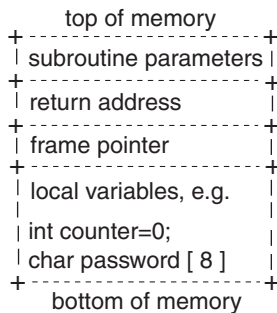 top of memory
subroutine parameters
return address
frame pointer
local variables, e.g.
int counter=0;
char password [ 8 ]
bottom of memory